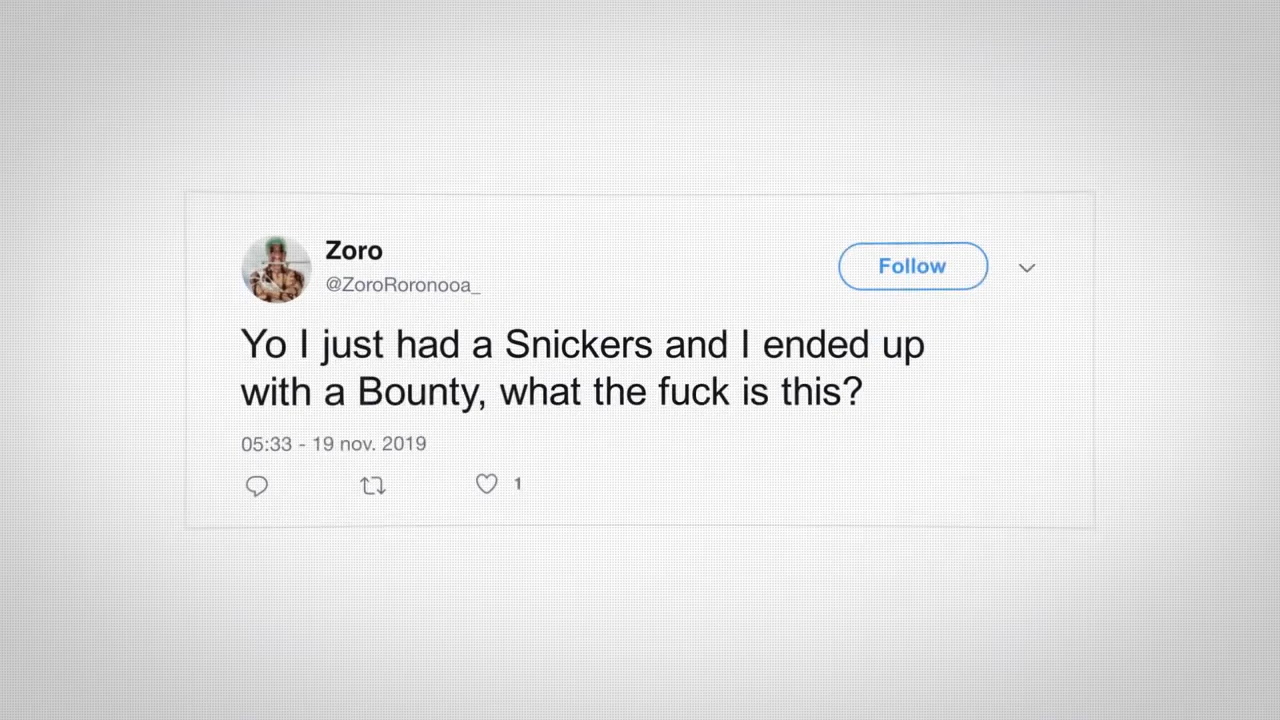 Zoro
@ZoroRoronooa_
Follow
Yo I just had a Snickers and I ended up
with a Bounty, what the fuck is this?
05:33 - 19 nov. 2019
1